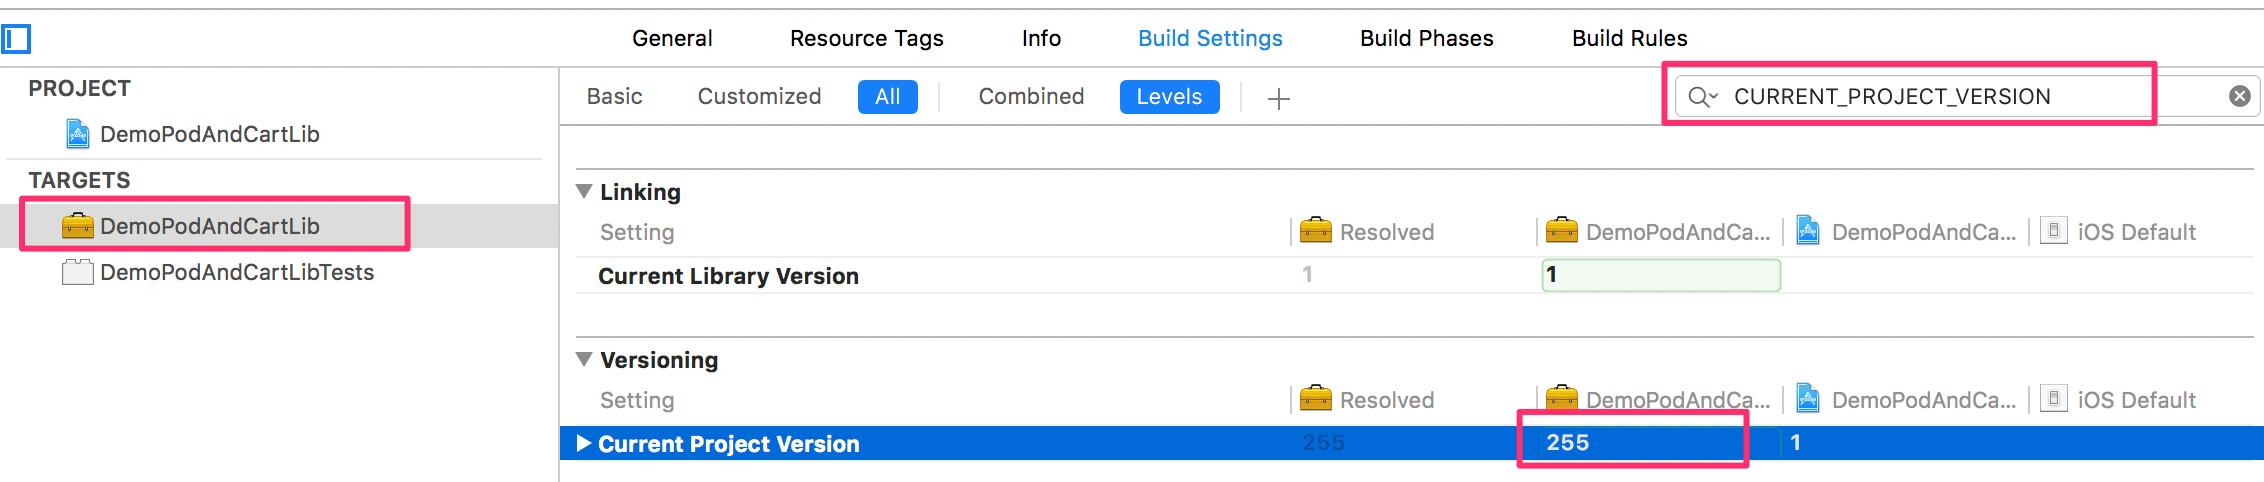 General Resource Tags Info Build Settings Build Phases Build Rules
PROJECT
DemoPodAndCartLib
TARGETS
DemoPodAndCartLib
DemoPodAndCartLibTests
Basic Customized All Combined Levels CURRENT_PROJECT_VERSION
Linking
Setting Resolved DemoPodAndCa... DemoPodAndCa... iOS Default
Current Library Version 1 1
Versioning
Setting Resolved DemoPodAndCa... DemoPodAndCa... iOS Default
Current Project Version 255 255 1